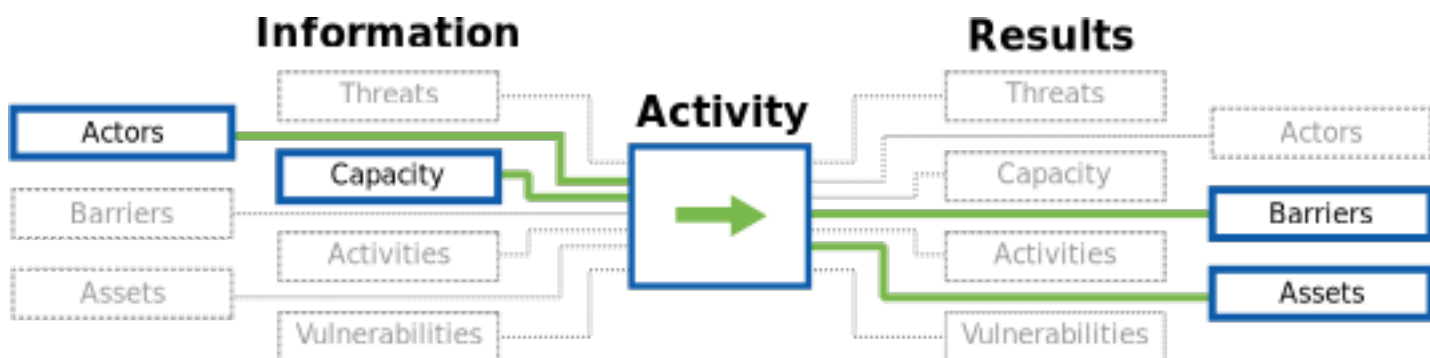 Information
Results
Threats
Threats
Activity
Actors
Actors
Capacity
Capacity
Barriers
Barriers
Activities
Activities
Assets
Assets
Vulnerabilities
Vulnerabilities